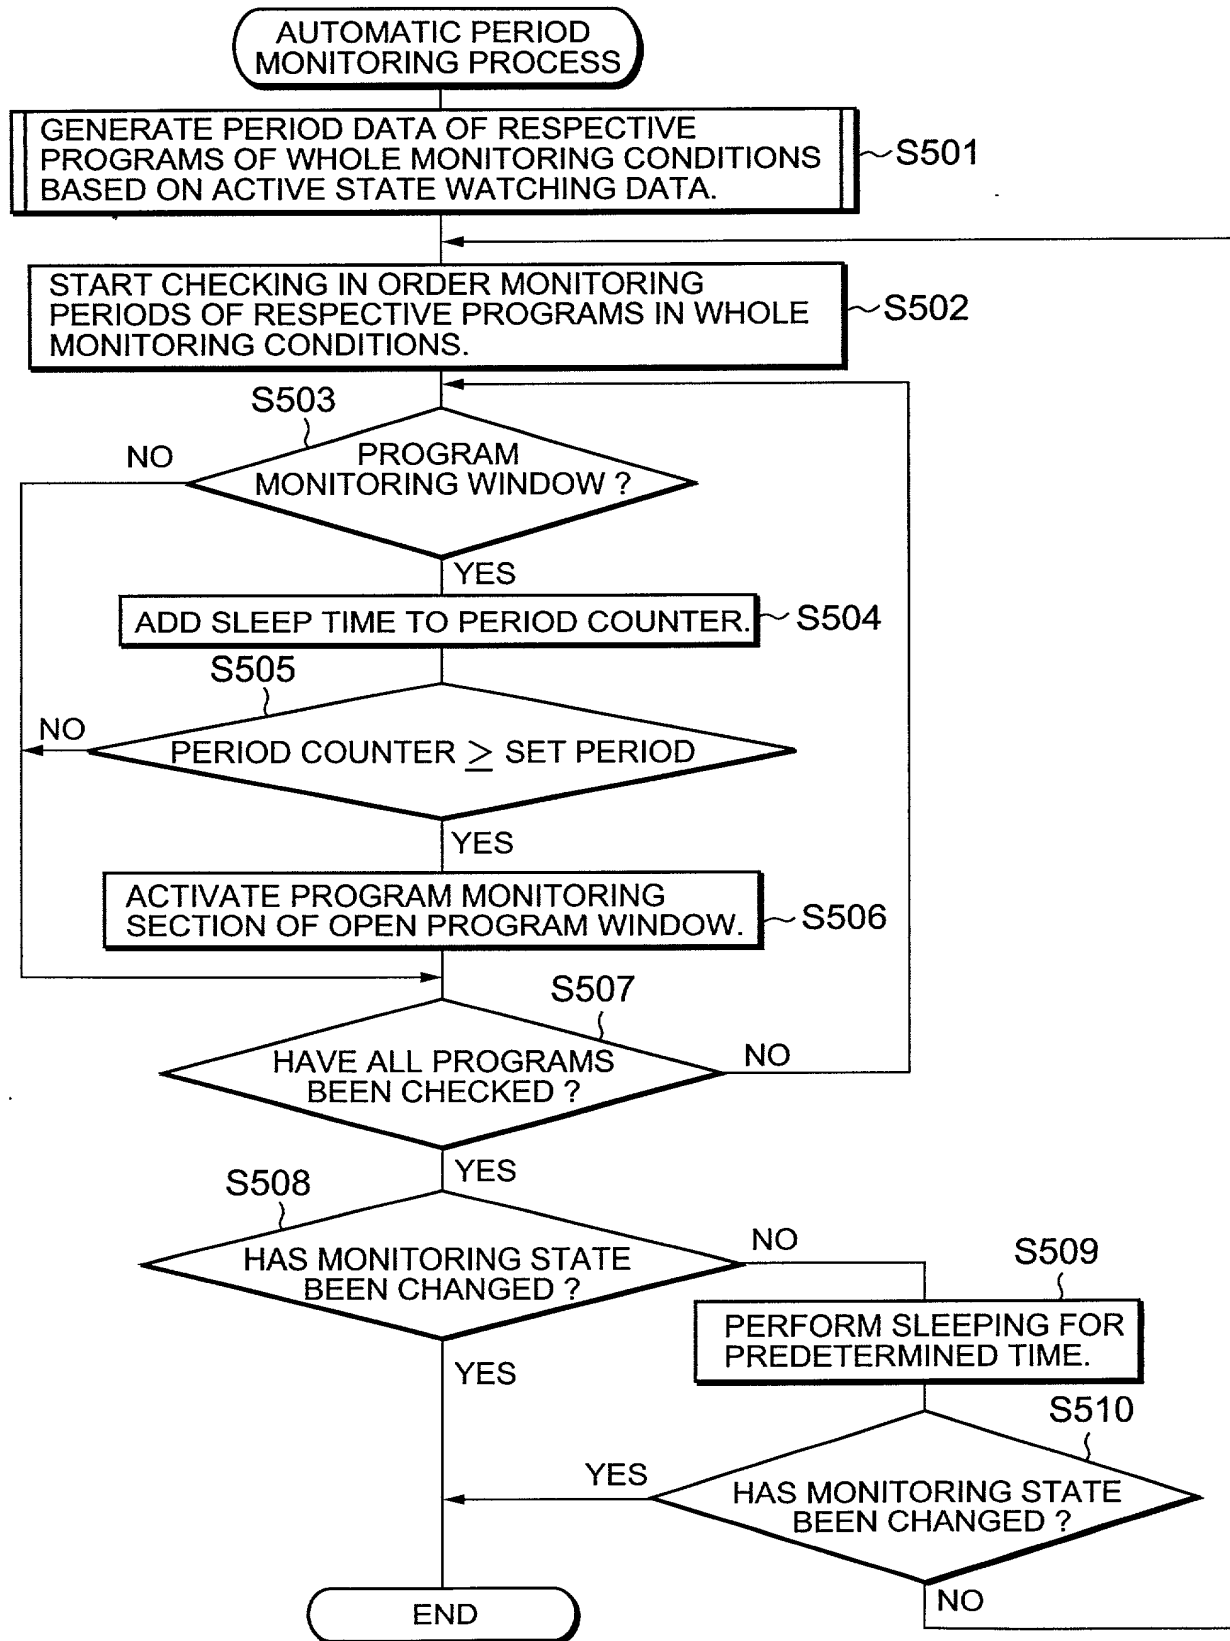 AUTOMATIC PERIOD
MONITORING PROCESS
GENERATE PERIOD DATA OF RESPECTIVE
PROGRAMS OF WHOLE MONITORING CONDITIONS
BASED ON ACTIVE STATE WATCHING DATA.
S501
START CHECKING IN ORDER MONITORING
PERIODS OF RESPECTIVE PROGRAMS IN WHOLE
MONITORING CONDITIONS.
S502
S503
NO
PROGRAM
MONITORING WINDOW ?
YES
ADD SLEEP TIME TO PERIOD COUNTER.
S504
S505
NO
PERIOD COUNTER ≥ SET PERIOD
YES
ACTIVATE PROGRAM MONITORING
SECTION OF OPEN PROGRAM WINDOW.
S506
S507
HAVE ALL PROGRAMS
BEEN CHECKED ?
NO
YES
S508
HAS MONITORING STATE
BEEN CHANGED ?
NO
YES
S509
PERFORM SLEEPING FOR
PREDETERMINED TIME.
S510
YES
HAS MONITORING STATE
BEEN CHANGED ?
NO
END